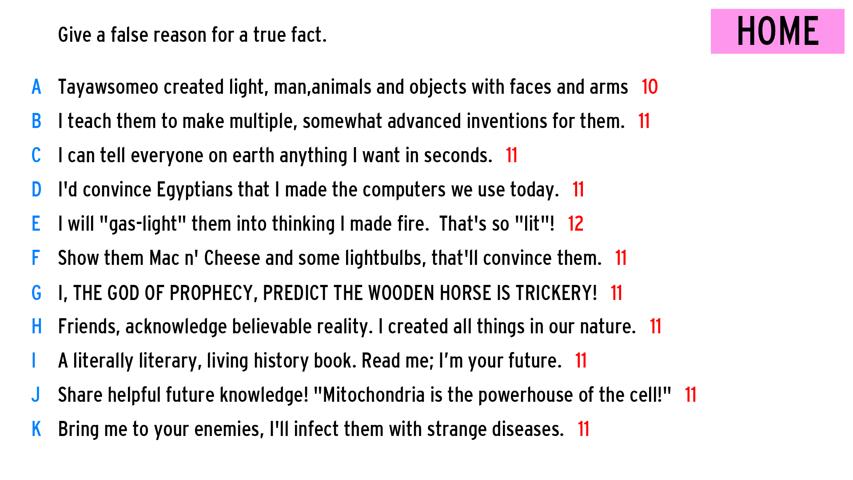 Give a false reason for a true fact.
HOME
A Tayawsomeo created light, man,animals and objects with faces and arms 10
B I teach them to make multiple, somewhat advanced inventions for them. 11
C I can tell everyone on earth anything I want in seconds. 11
D I'd convince Egyptians that I made the computers we use today. 11
E I will "gas-light" them into thinking I made fire. That's so "lit"! 12
F Show them Mac n' Cheese and some lightbulbs, that'll convince them. 11
G I, THE GOD OF PROPHECY, PREDICT THE WOODEN HORSE IS TRICKERY! 11
H Friends, acknowledge believable reality. I created all things in our nature. 11
I A literally literary, living history book. Read me; I’m your future. 11
J Share helpful future knowledge! "Mitochondria is the powerhouse of the cell!" 11
K Bring me to your enemies, I'll infect them with strange diseases. 11